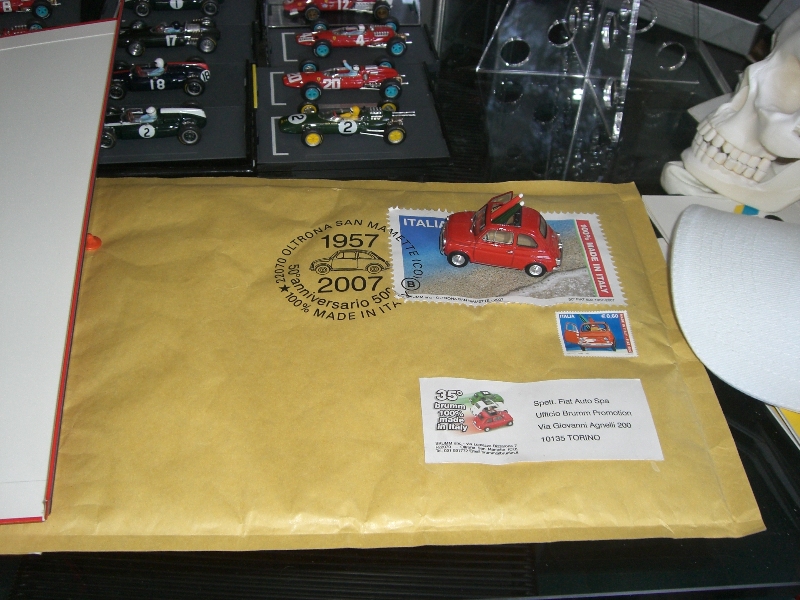 12
4
17
20
18
2
2
22070 OLTRONA SAN MAMETTE (CO)
1957
2007
50° anniversario 500
100% MADE IN ITA
B
ITALIA
100% MADE IN ITALY
ITALIA € 0,60
35°
brumm
100%
made
in Italy
Spett. Fiat Auto Spa
Ufficio Brumm Promotion
Via Giovanni Agnelli 200
10135 TORINO